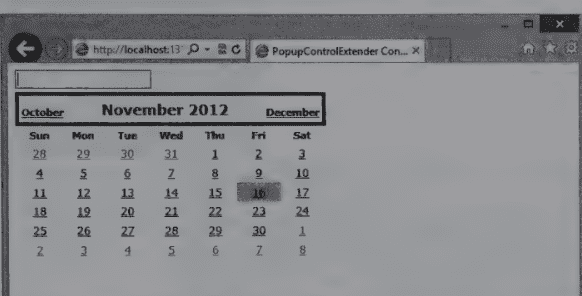 http://localhost:13
PopupControlExtender Con...
October November 2012 December
Sun Mon Tue Wed Thu Fri Sat
28 29 30 31 1 2 3
4 5 6 7 8 9 10
11 12 13 14 15 16 17
18 19 20 21 22 23 24
25 26 27 28 29 30 1
2 3 4 5 6 7 8